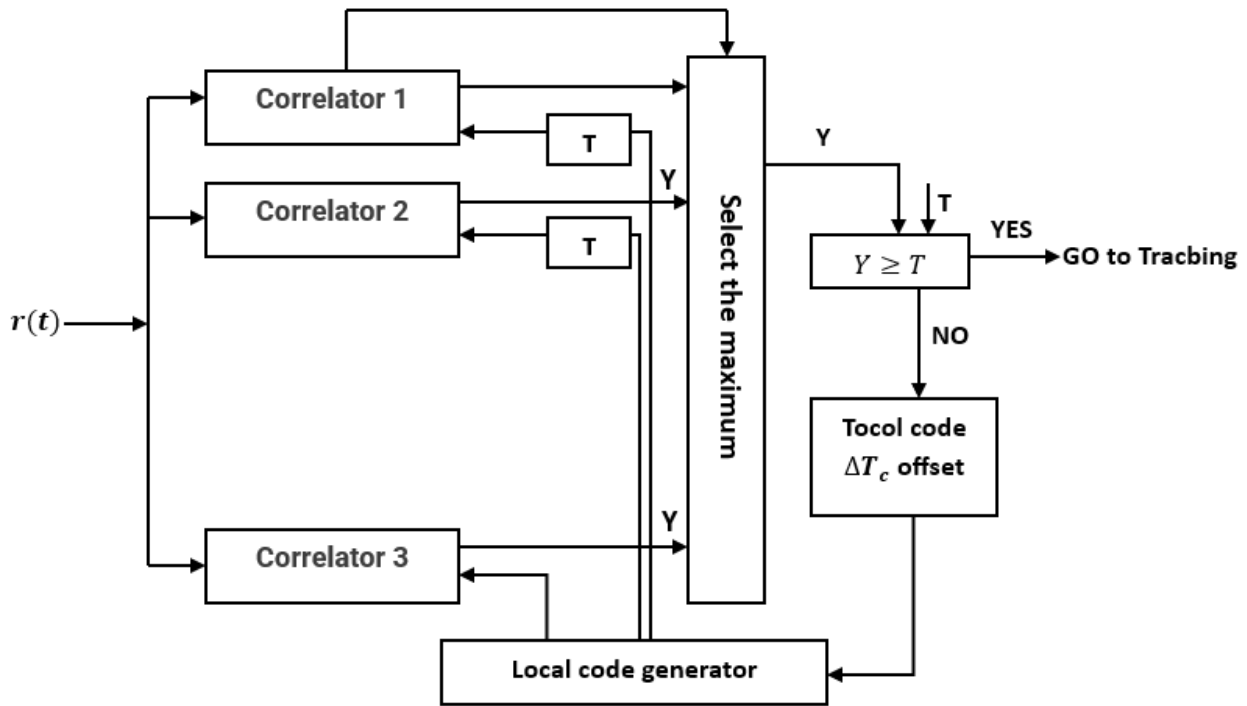 Correlator 1
T
Y
Correlator 2
T
Select the maximum
Y
T
Y ≥ T
YES
GO to Tracbing
r(t)
NO
Tocol code
ΔT_c offset
Y
Correlator 3
Local code generator